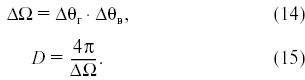 ΔΩ = Δθг · Δθв, (14)
D = 4π / ΔΩ. (15)